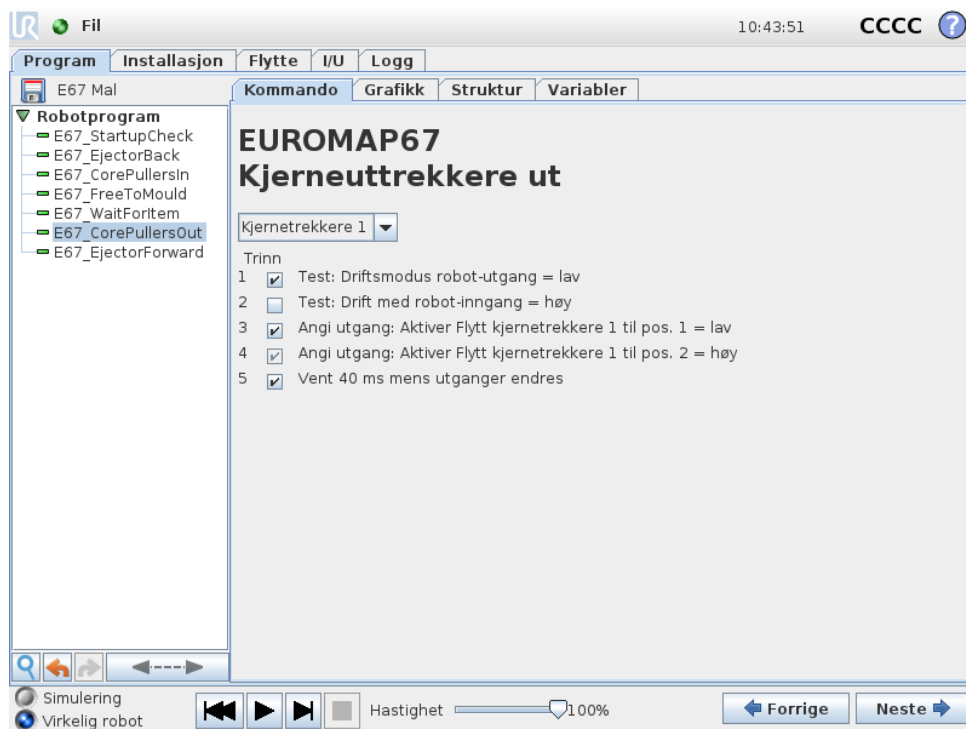 UR
Fil
10:43:51
CCCC
?
Program
Installasjon
Flytte
I/U
Logg
E67 Mal
Kommando
Grafikk
Struktur
Variabler
Robotprogram
E67_StartupCheck
E67_EjectorBack
E67_CorePullersIn
E67_FreeToMould
E67_WaitForItem
E67_CorePullersOut
E67_EjectorForward
EUROMAP67
Kjerneuttrekkere ut
Kjernetrekkere 1
Trinn
1 Test: Driftsmodus robot-utgang = lav
2 Test: Drift med robot-inngang = høy
3 Angi utgang: Aktiver Flytt kjernetrekkere 1 til pos. 1 = lav
4 Angi utgang: Aktiver Flytt kjernetrekkere 1 til pos. 2 = høy
5 Vent 40 ms mens utganger endres
Simulering
Virkelig robot
Hastighet
100%
Forrige
Neste